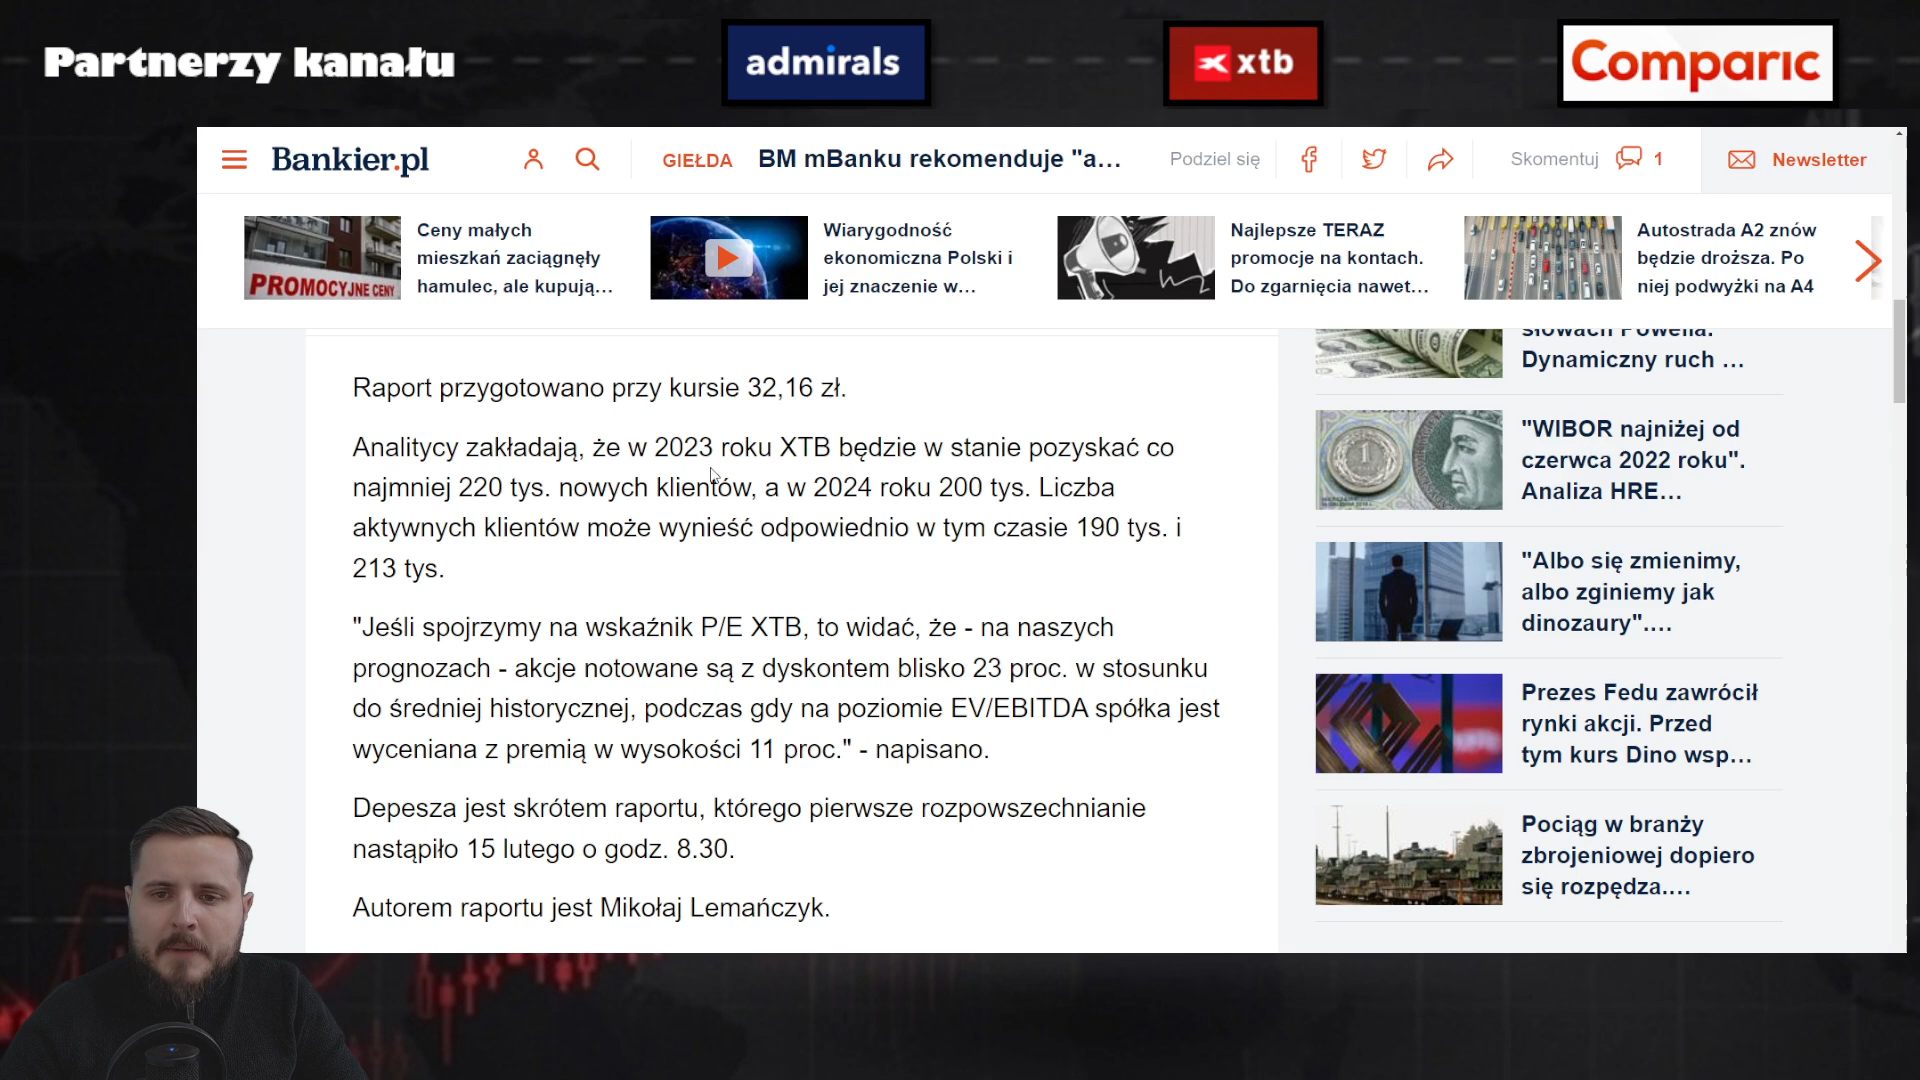 Partnerzy kanału
admirals
xtb
Comparic
Bankier.pl
GIEŁDA
BM mBanku rekomenduje "a...
Podziel się
Skomentuj
1
Newsletter
PROMOCYJNE CENY
Ceny małych
mieszkań zaciągnęły
hamulec, ale kupują...
Wiarygodność
ekonomiczna Polski i
jej znaczenie w...
Najlepsze TERAZ
promocje na kontach.
Do zgarnięcia nawet...
Autostrada A2 znów
będzie droższa. Po
niej podwyżki na A4
Raport przygotowano przy kursie 32,16 zł.
Analitycy zakładają, że w 2023 roku XTB będzie w stanie pozyskać co
najmniej 220 tys. nowych klientów, a w 2024 roku 200 tys. Liczba
aktywnych klientów może wynieść odpowiednio w tym czasie 190 tys. i
213 tys.
"Jeśli spojrzymy na wskaźnik P/E XTB, to widać, że - na naszych
prognozach - akcje notowane są z dyskontem blisko 23 proc. w stosunku
do średniej historycznej, podczas gdy na poziomie EV/EBITDA spółka jest
wyceniana z premią w wysokości 11 proc." - napisano.
Depesza jest skrótem raportu, którego pierwsze rozpowszechnianie
nastąpiło 15 lutego o godz. 8.30.
Autorem raportu jest Mikołaj Lemańczyk.
słowach Powella.
Dynamiczny ruch ...
"WIBOR najniżej od
czerwca 2022 roku".
Analiza HRE...
"Albo się zmienimy,
albo zginiemy jak
dinozaury"....
Prezes Fedu zawrócił
rynki akcji. Przed
tym kurs Dino wsp...
Pociąg w branży
zbrojeniowej dopiero
się rozpędza....